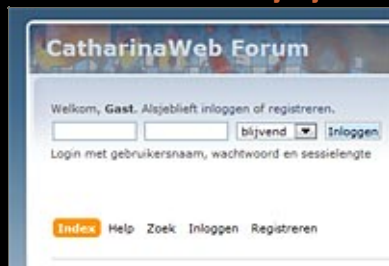 CatharinaWeb Forum
Welkom, Gast. Alsjeblieft inloggen of registreren.
blijvend Inloggen
Login met gebruikersnaam, wachtwoord en sessielengte
Index Help Zoek Inloggen Registreren